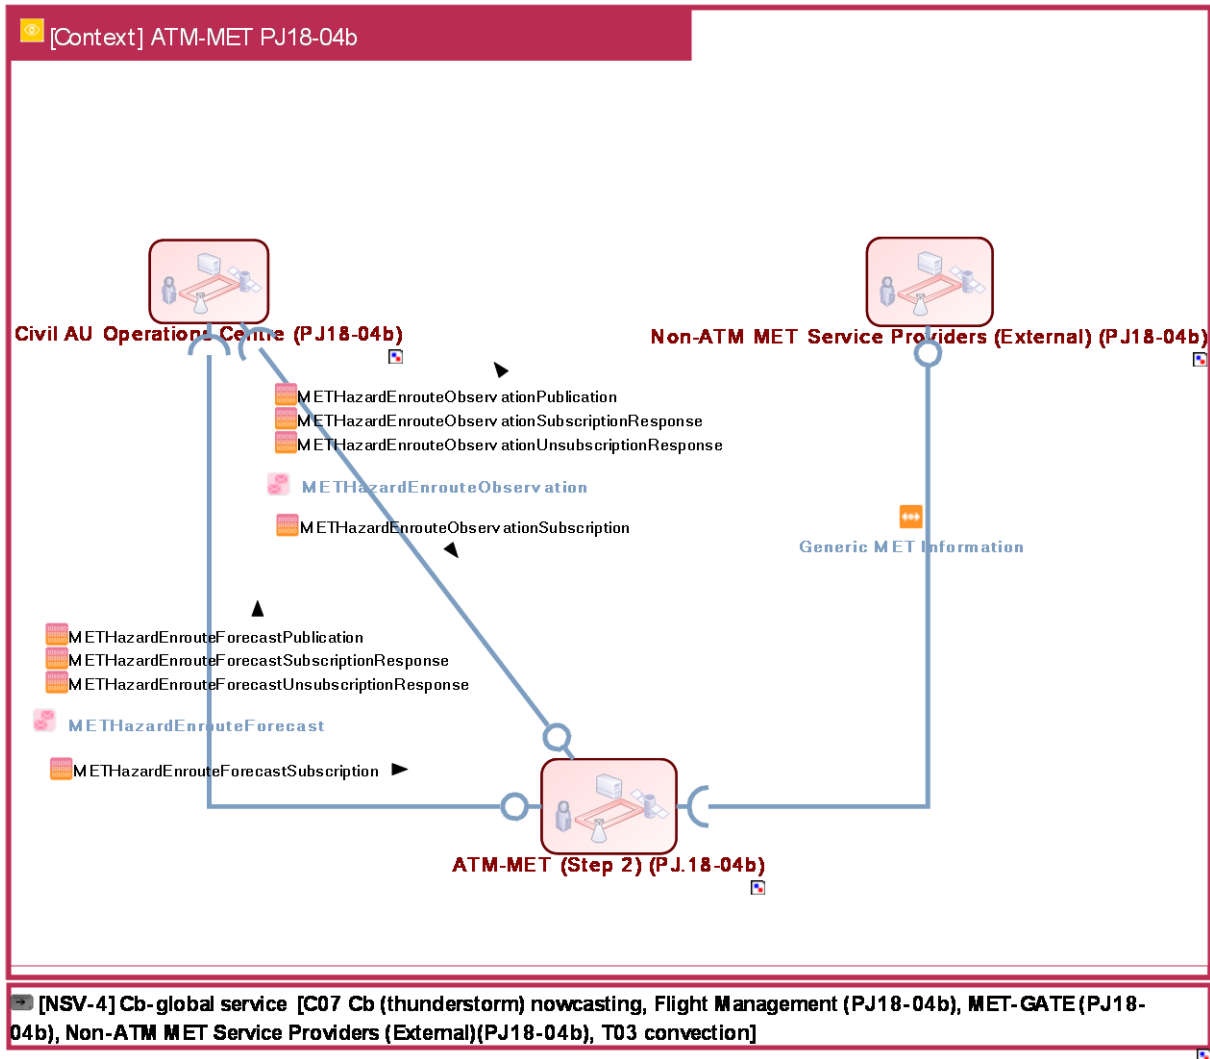 [Context] ATM-MET PJ18-04b
Civil AU Operations Centre (PJ18-04b)
Non-ATM MET Service Providers (External) (PJ18-04b)
METHazardEnrouteObservationPublication
METHazardEnrouteObservationSubscriptionResponse
METHazardEnrouteObservationUnsubscriptionResponse
METHazardEnrouteObservation
METHazardEnrouteObservationSubscription
Generic MET Information
METHazardEnrouteForecastPublication
METHazardEnrouteForecastSubscriptionResponse
METHazardEnrouteForecastUnsubscriptionResponse
METHazardEnrouteForecast
METHazardEnrouteForecastSubscription
ATM-MET (Step 2) (PJ.18-04b)
[NSV-4] Cb-global service [C07 Cb (thunderstorm) nowcasting, Flight Management (PJ18-04b), MET-GATE (PJ18-
04b), Non-ATM MET Service Providers (External)(PJ18-04b), T03 convection]